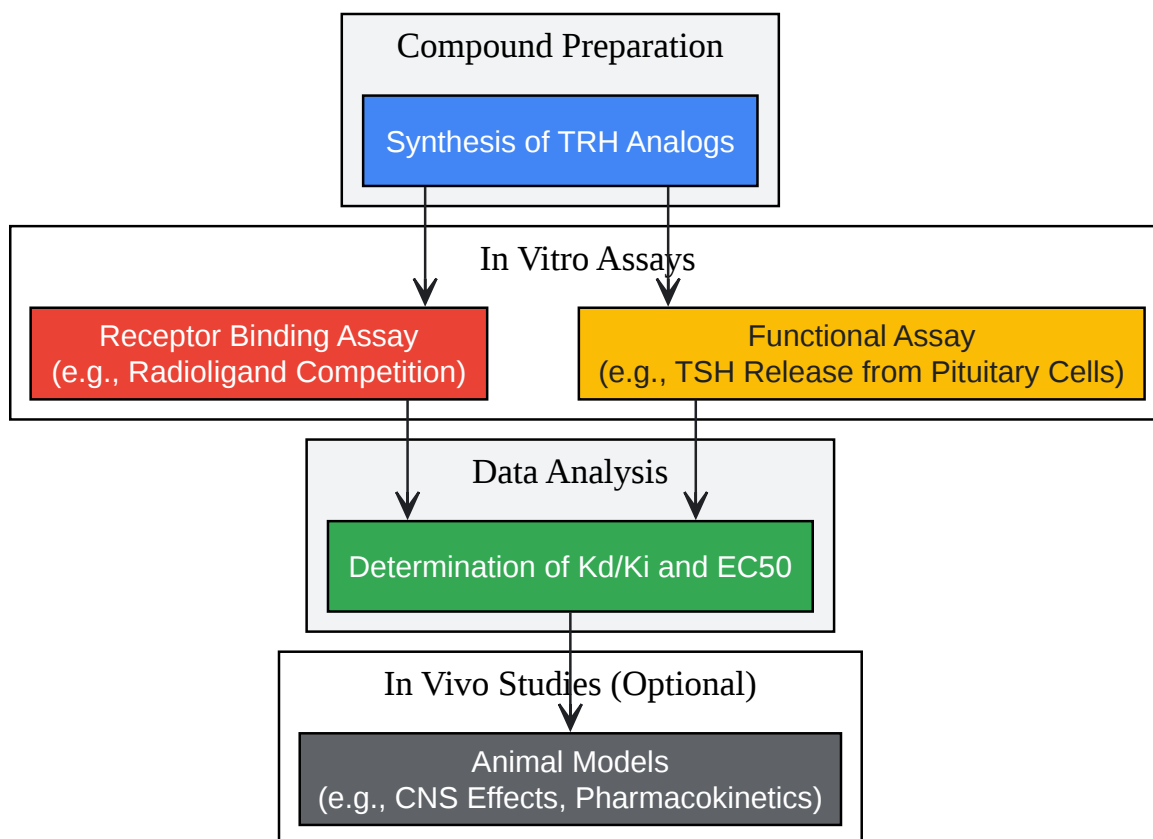 Compound Preparation
Synthesis of TRH Analogs
In Vitro Assays
Receptor Binding Assay
(e.g., Radioligand Competition)
Functional Assay
(e.g., TSH Release from Pituitary Cells)
Data Analysis
Determination of Kd/Ki and EC50
In Vivo Studies (Optional)
Animal Models
(e.g., CNS Effects, Pharmacokinetics)